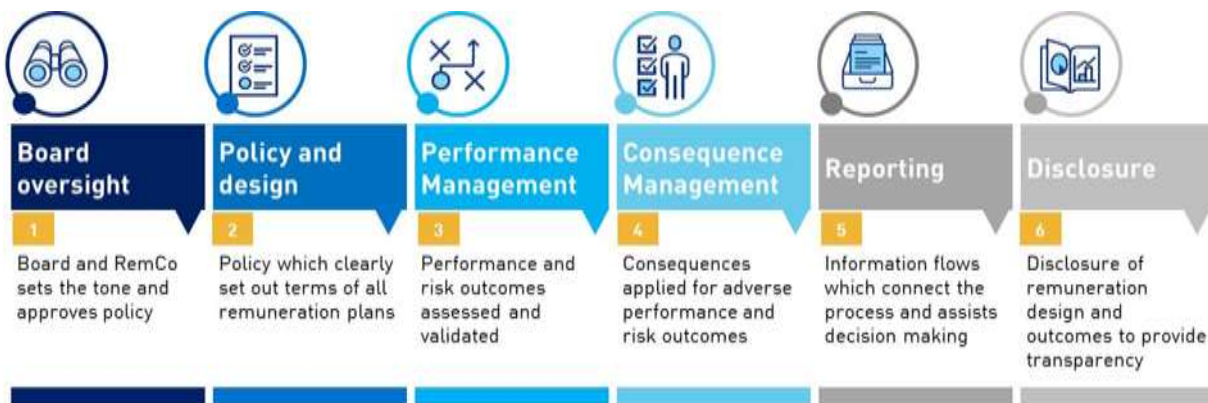 Board
oversight
1
Board and RemCo
sets the tone and
approves policy
Policy and
design
2
Policy which clearly
set out terms of all
remuneration plans
Performance
Management
3
Performance and
risk outcomes
assessed and
validated
Consequence
Management
4
Consequences
applied for adverse
performance and
risk outcomes
Reporting
5
Information flows
which connect the
process and assists
decision making
Disclosure
6
Disclosure of
remuneration
design and
outcomes to provide
transparency